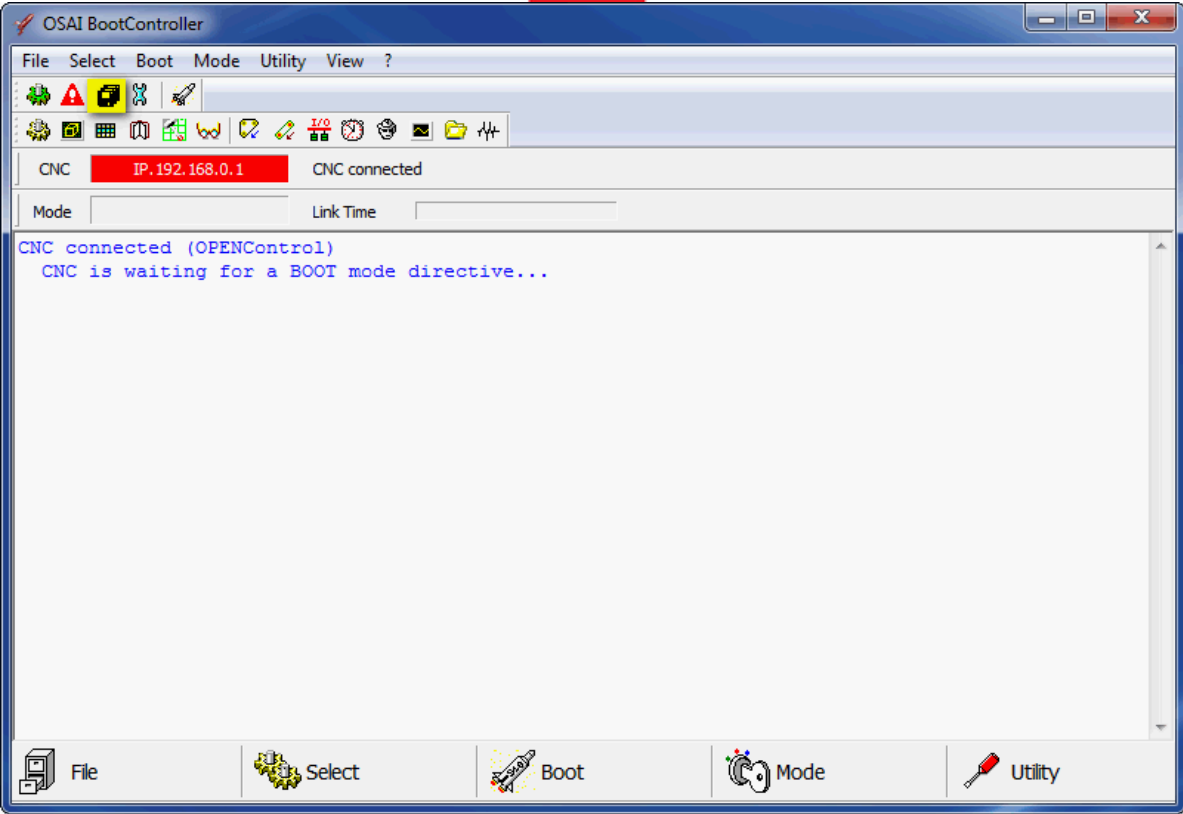 OSAI BootController
File Select Boot Mode Utility View ?
I/O
CNC IP.192.168.0.1 CNC connected
Mode Link Time
CNC connected (OPENControl)
CNC is waiting for a BOOT mode directive...
File Select Boot Mode Utility